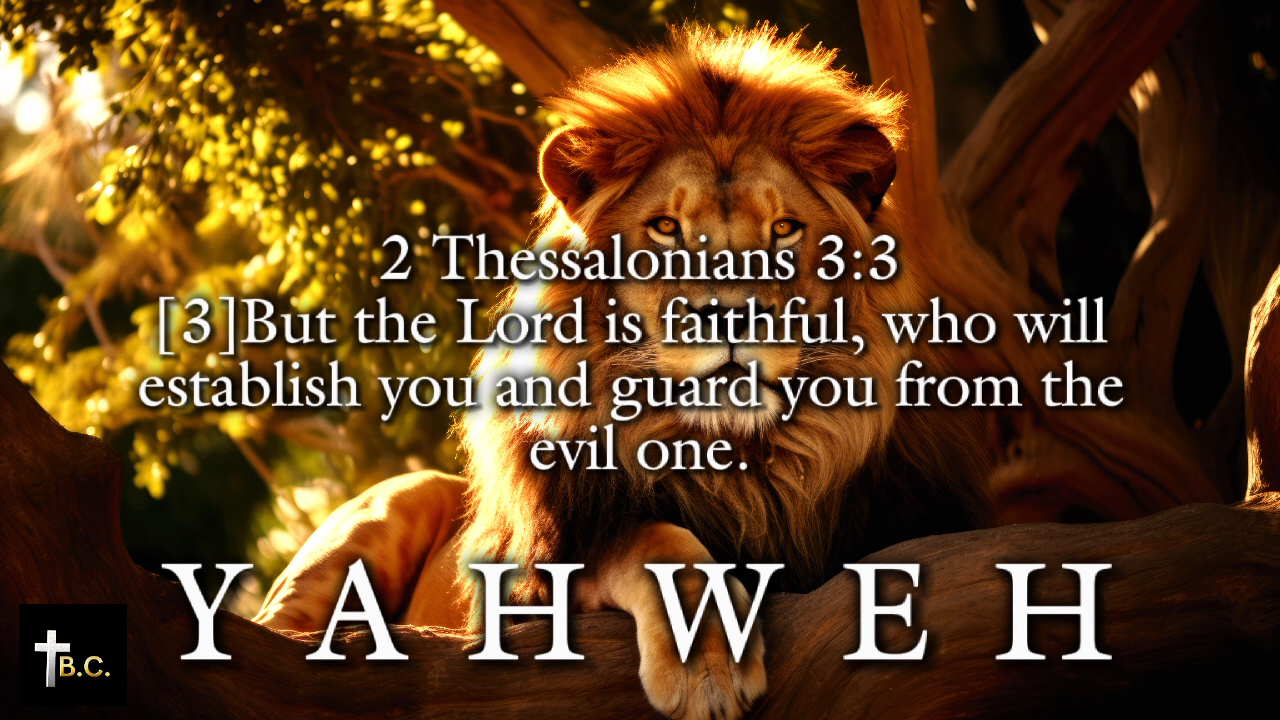 2 Thessalonians 3:3
[3]But the Lord is faithful, who will
establish you and guard you from the
evil one.
YAHWEH
B.C.